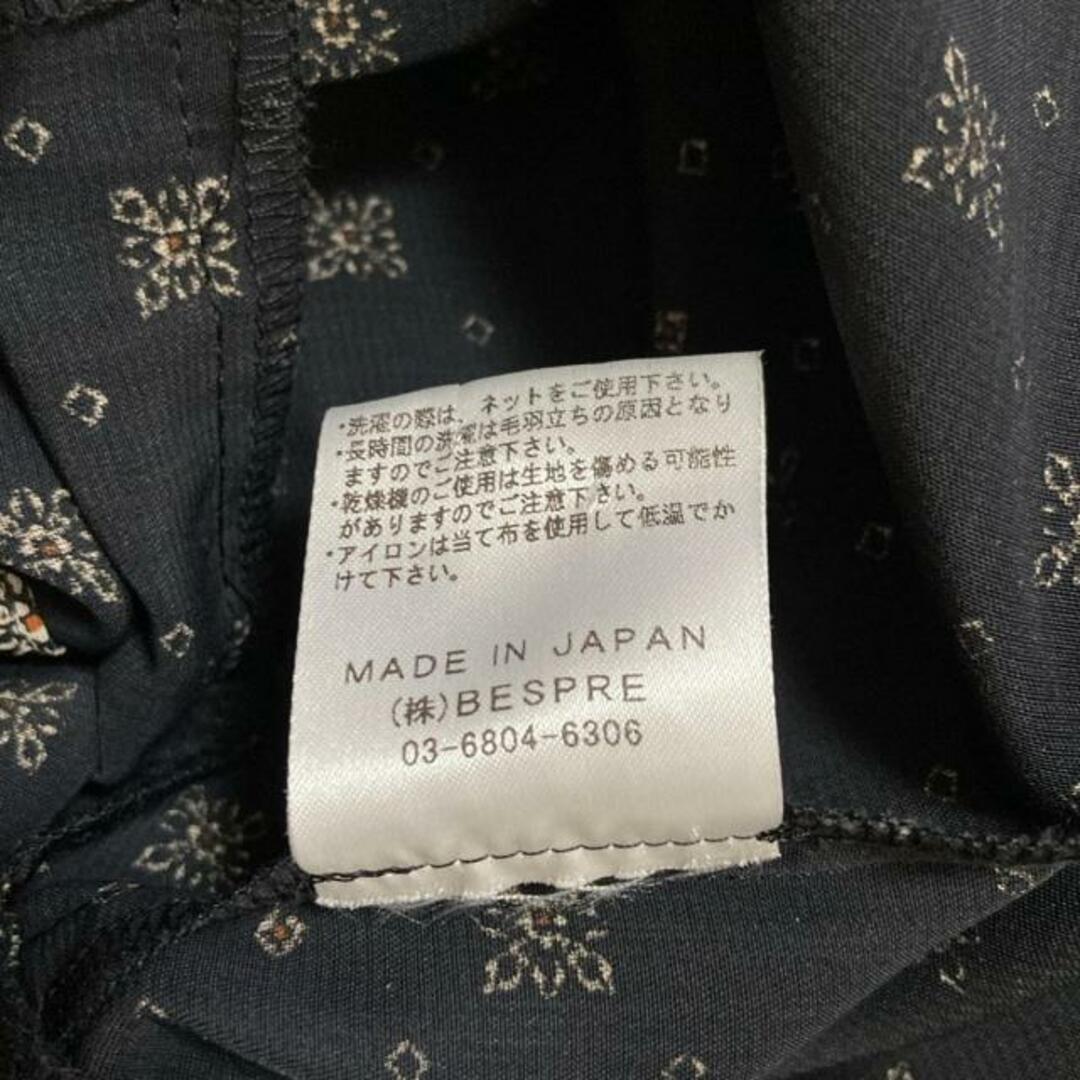 ・洗濯の際は、ネットをご使用下さい。
・長時間の洗濯は毛羽立ちの原因となり
ますのでご注意下さい。
・乾燥機のご使用は生地を傷める可能性
がありますのでご注意下さい。
・アイロンは当て布を使用して低温でか
けて下さい。
MADE IN JAPAN
(株)BESPRE
03-6804-6306